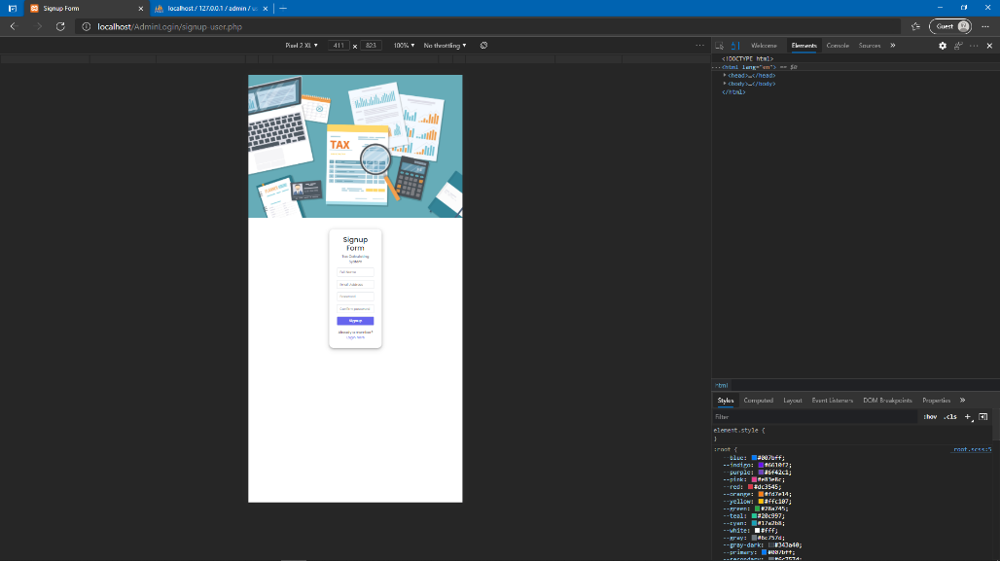 Signup Form
localhost / 127.0.0.1 / admin / us
localhost/AdminLogin/signup-user.php
Guest
Pixel 2 XL
411
x
823
100%
No throttling
Welcome
Elements
Console
Sources
<!DOCTYPE html>
<html lang="en"> == $0
<head>…</head>
<body>…</body>
</html>
TAX
Signup
Form
Tax Calculating
System
Full Name
Email Address
Password
Confirm password
Signup
Already a member?
Login here
html
Styles
Computed
Layout
Event Listeners
DOM Breakpoints
Properties
Filter
:hov
.cls
element.style {
}
:root {
_root.scss:5
--blue: #007bff;
--indigo: #6610f2;
--purple: #6f42c1;
--pink: #e83e8c;
--red: #dc3545;
--orange: #fd7e14;
--yellow: #ffc107;
--green: #28a745;
--teal: #20c997;
--cyan: #17a2b8;
--white: #fff;
--gray: #6c757d;
--gray-dark: #343a40;
--primary: #007bff;
--secondary: #6c757d;